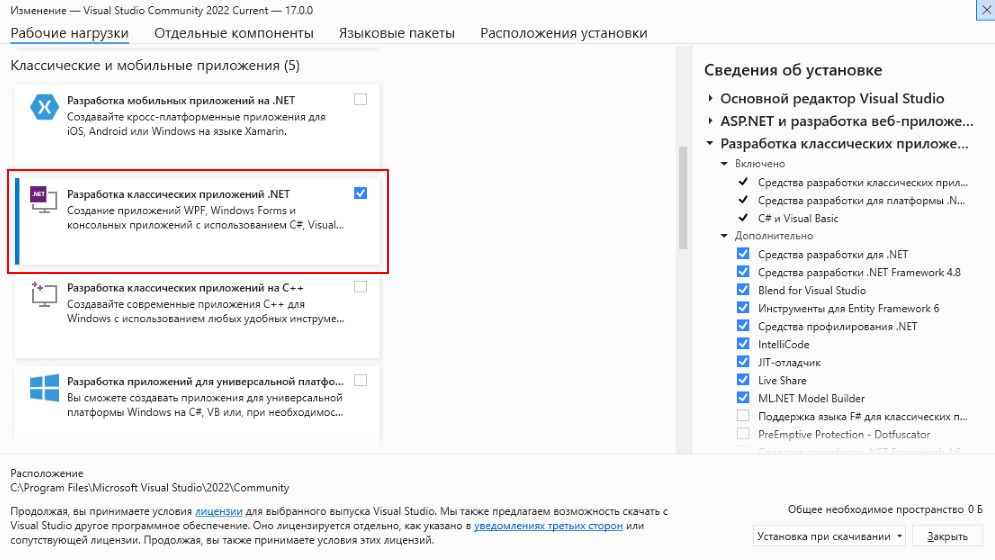 Изменение — Visual Studio Community 2022 Current — 17.0.0
Рабочие нагрузки Отдельные компоненты Языковые пакеты Расположения установки
Классические и мобильные приложения (5)
Разработка мобильных приложений на .NET
Создавайте кросс-платформенные приложения для
iOS, Android или Windows на языке Xamarin.
.NET
Разработка классических приложений .NET
Создание приложений WPF, Windows Forms и
консольных приложений с использованием C#, Visual...
Разработка классических приложений на C++
Создавайте современные приложения C++ для
Windows с использованием любых удобных инструме...
Разработка приложений для универсальной платфо...
Вы сможете создавать приложения для универсальной
платформы Windows на C#, VB или, при необходимос...
Сведения об установке
Основной редактор Visual Studio
ASP.NET и разработка веб-приложе...
Разработка классических приложе...
Включено
Средства разработки классических прил...
Средства разработки для платформы .N...
C# и Visual Basic
Дополнительно
Средства разработки для .NET
Средства разработки .NET Framework 4.8
Blend for Visual Studio
Инструменты для Entity Framework 6
Средства профилирования .NET
IntelliCode
JIT-отладчик
Live Share
ML.NET Model Builder
Поддержка языка F# для классических п...
PreEmptive Protection - Dotfuscator
Расположение
C:\Program Files\Microsoft Visual Studio\2022\Community
Продолжая, вы принимаете условия лицензии для выбранного выпуска Visual Studio. Мы также предлагаем возможность скачать с
Visual Studio другое программное обеспечение. Оно лицензируется отдельно, как указано в уведомлениях третьих сторон или
сопутствующей лицензии. Продолжая, вы также принимаете условия этих лицензий.
Общее необходимое пространство 0 Б
Установка при скачивании Закрыть